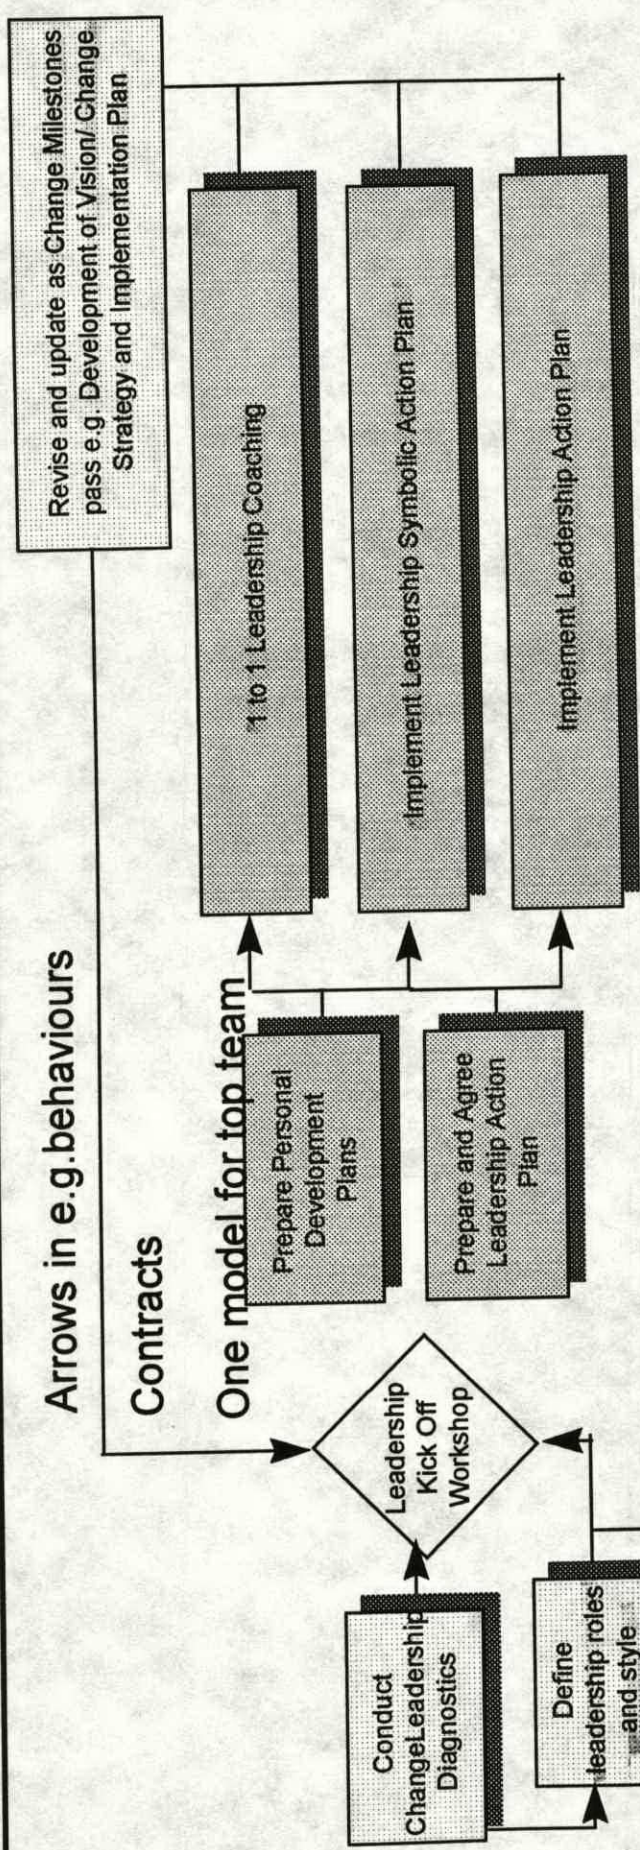 Arrows in e.g.behaviours
Contracts
One model for top team
Revise and update as Change Milestones
pass e.g. Development of Vision/ Change
Strategy and Implementation Plan
Conduct
ChangeLeadership
Diagnostics
Define
leadership roles
and style
Leadership
Kick Off
Workshop
Prepare Personal
Development
Plans
Prepare and Agree
Leadership Action
Plan
1 to 1 Leadership Coaching
Implement Leadership Symbolic Action Plan
Implement Leadership Action Plan